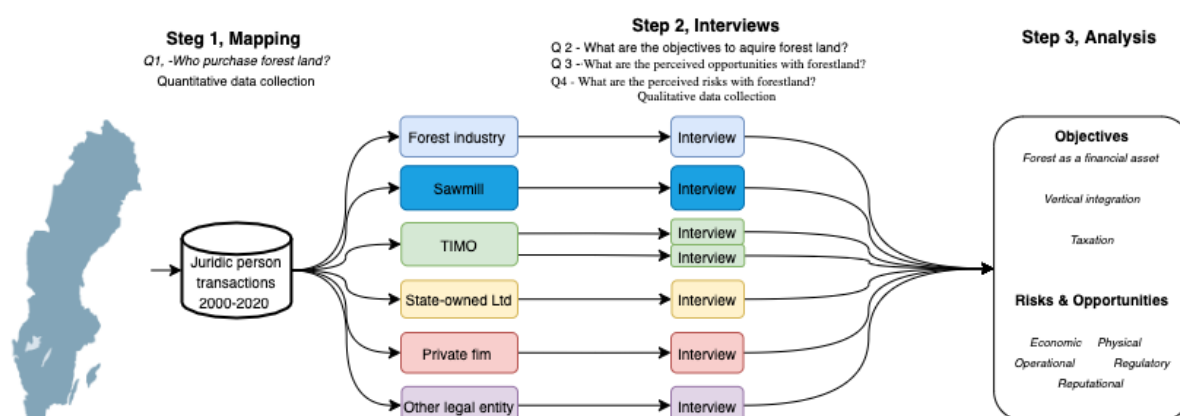 Steg 1, Mapping
Q1, -Who purchase forest land?
Quantitative data collection
Step 2, Interviews
Q 2 - What are the objectives to aquire forest land?
Q 3 - What are the perceived opportunities with forestland?
Q4 - What are the perceived risks with forestland?
Qualitative data collection
Step 3, Analysis
Juridic person
transactions
2000-2020
Forest industry
Interview
Sawmill
Interview
TIMO
Interview
Interview
State-owned Ltd
Interview
Private fim
Interview
Other legal entity
Interview
Objectives
Forest as a financial asset
Vertical integration
Taxation
Risks & Opportunities
Economic Physical
Operational Regulatory
Reputational